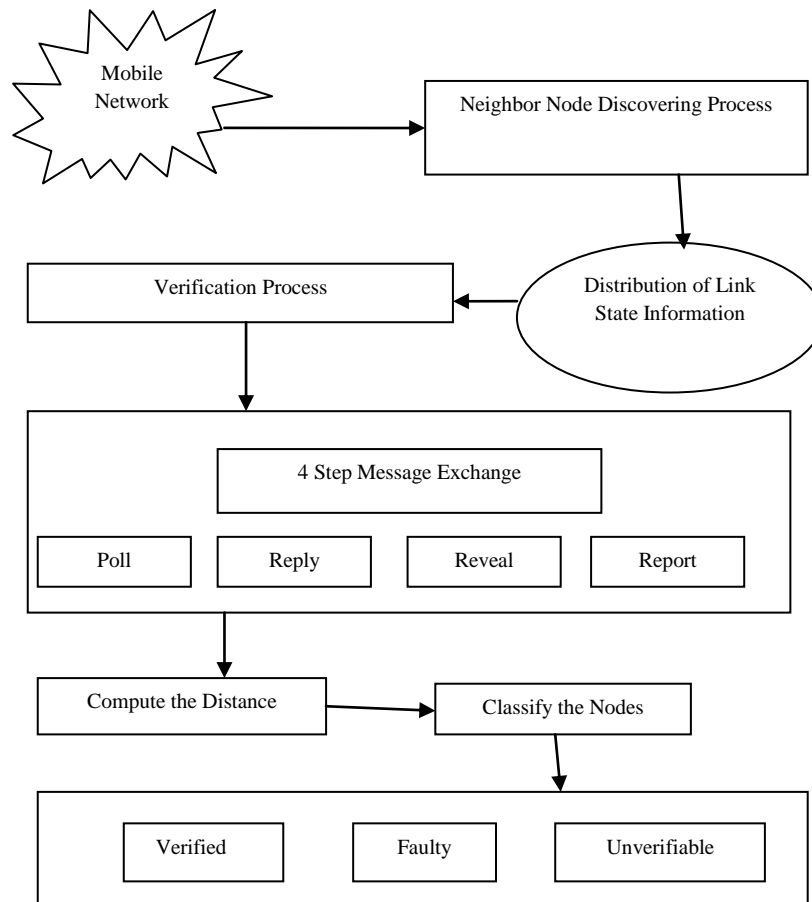 Mobile
Network
Neighbor Node Discovering Process
Distribution of Link
State Information
Verification Process
4 Step Message Exchange
Poll
Reply
Reveal
Report
Compute the Distance
Classify the Nodes
Verified
Faulty
Unverifiable